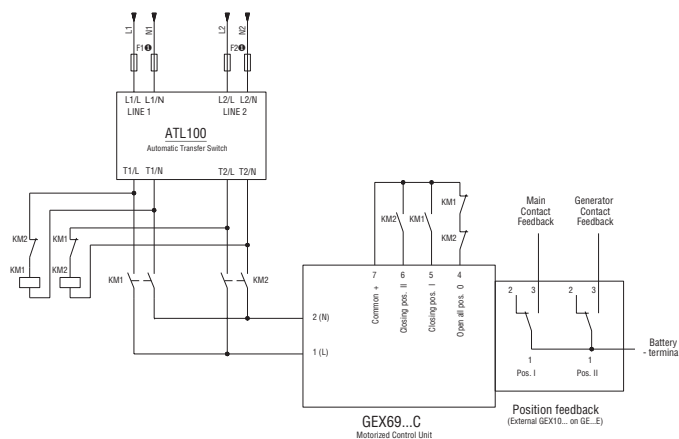 L1 N1 L2 N2
F1❶ F2❶
L1/L L1/N L2/L L2/N
LINE 1 LINE 2
ATL100
Automatic Transfer Switch
T1/L T1/N T2/L T2/N
KM2 KM1
KM1 KM2
KM1 KM2
KM2 KM1 KM1
KM2
7 6 5 4
Common +
Closing pos. II
Closing pos. I
Open all pos. 0
2 (N)
1 (L)
GEX69...C
Motorized Control Unit
Main
Contact
Feedback
Generator
Contact
Feedback
2 3 2 3
1 1
Pos. I Pos. II
Battery
- termina
Position feedback
(External GEX10... on GE...E)